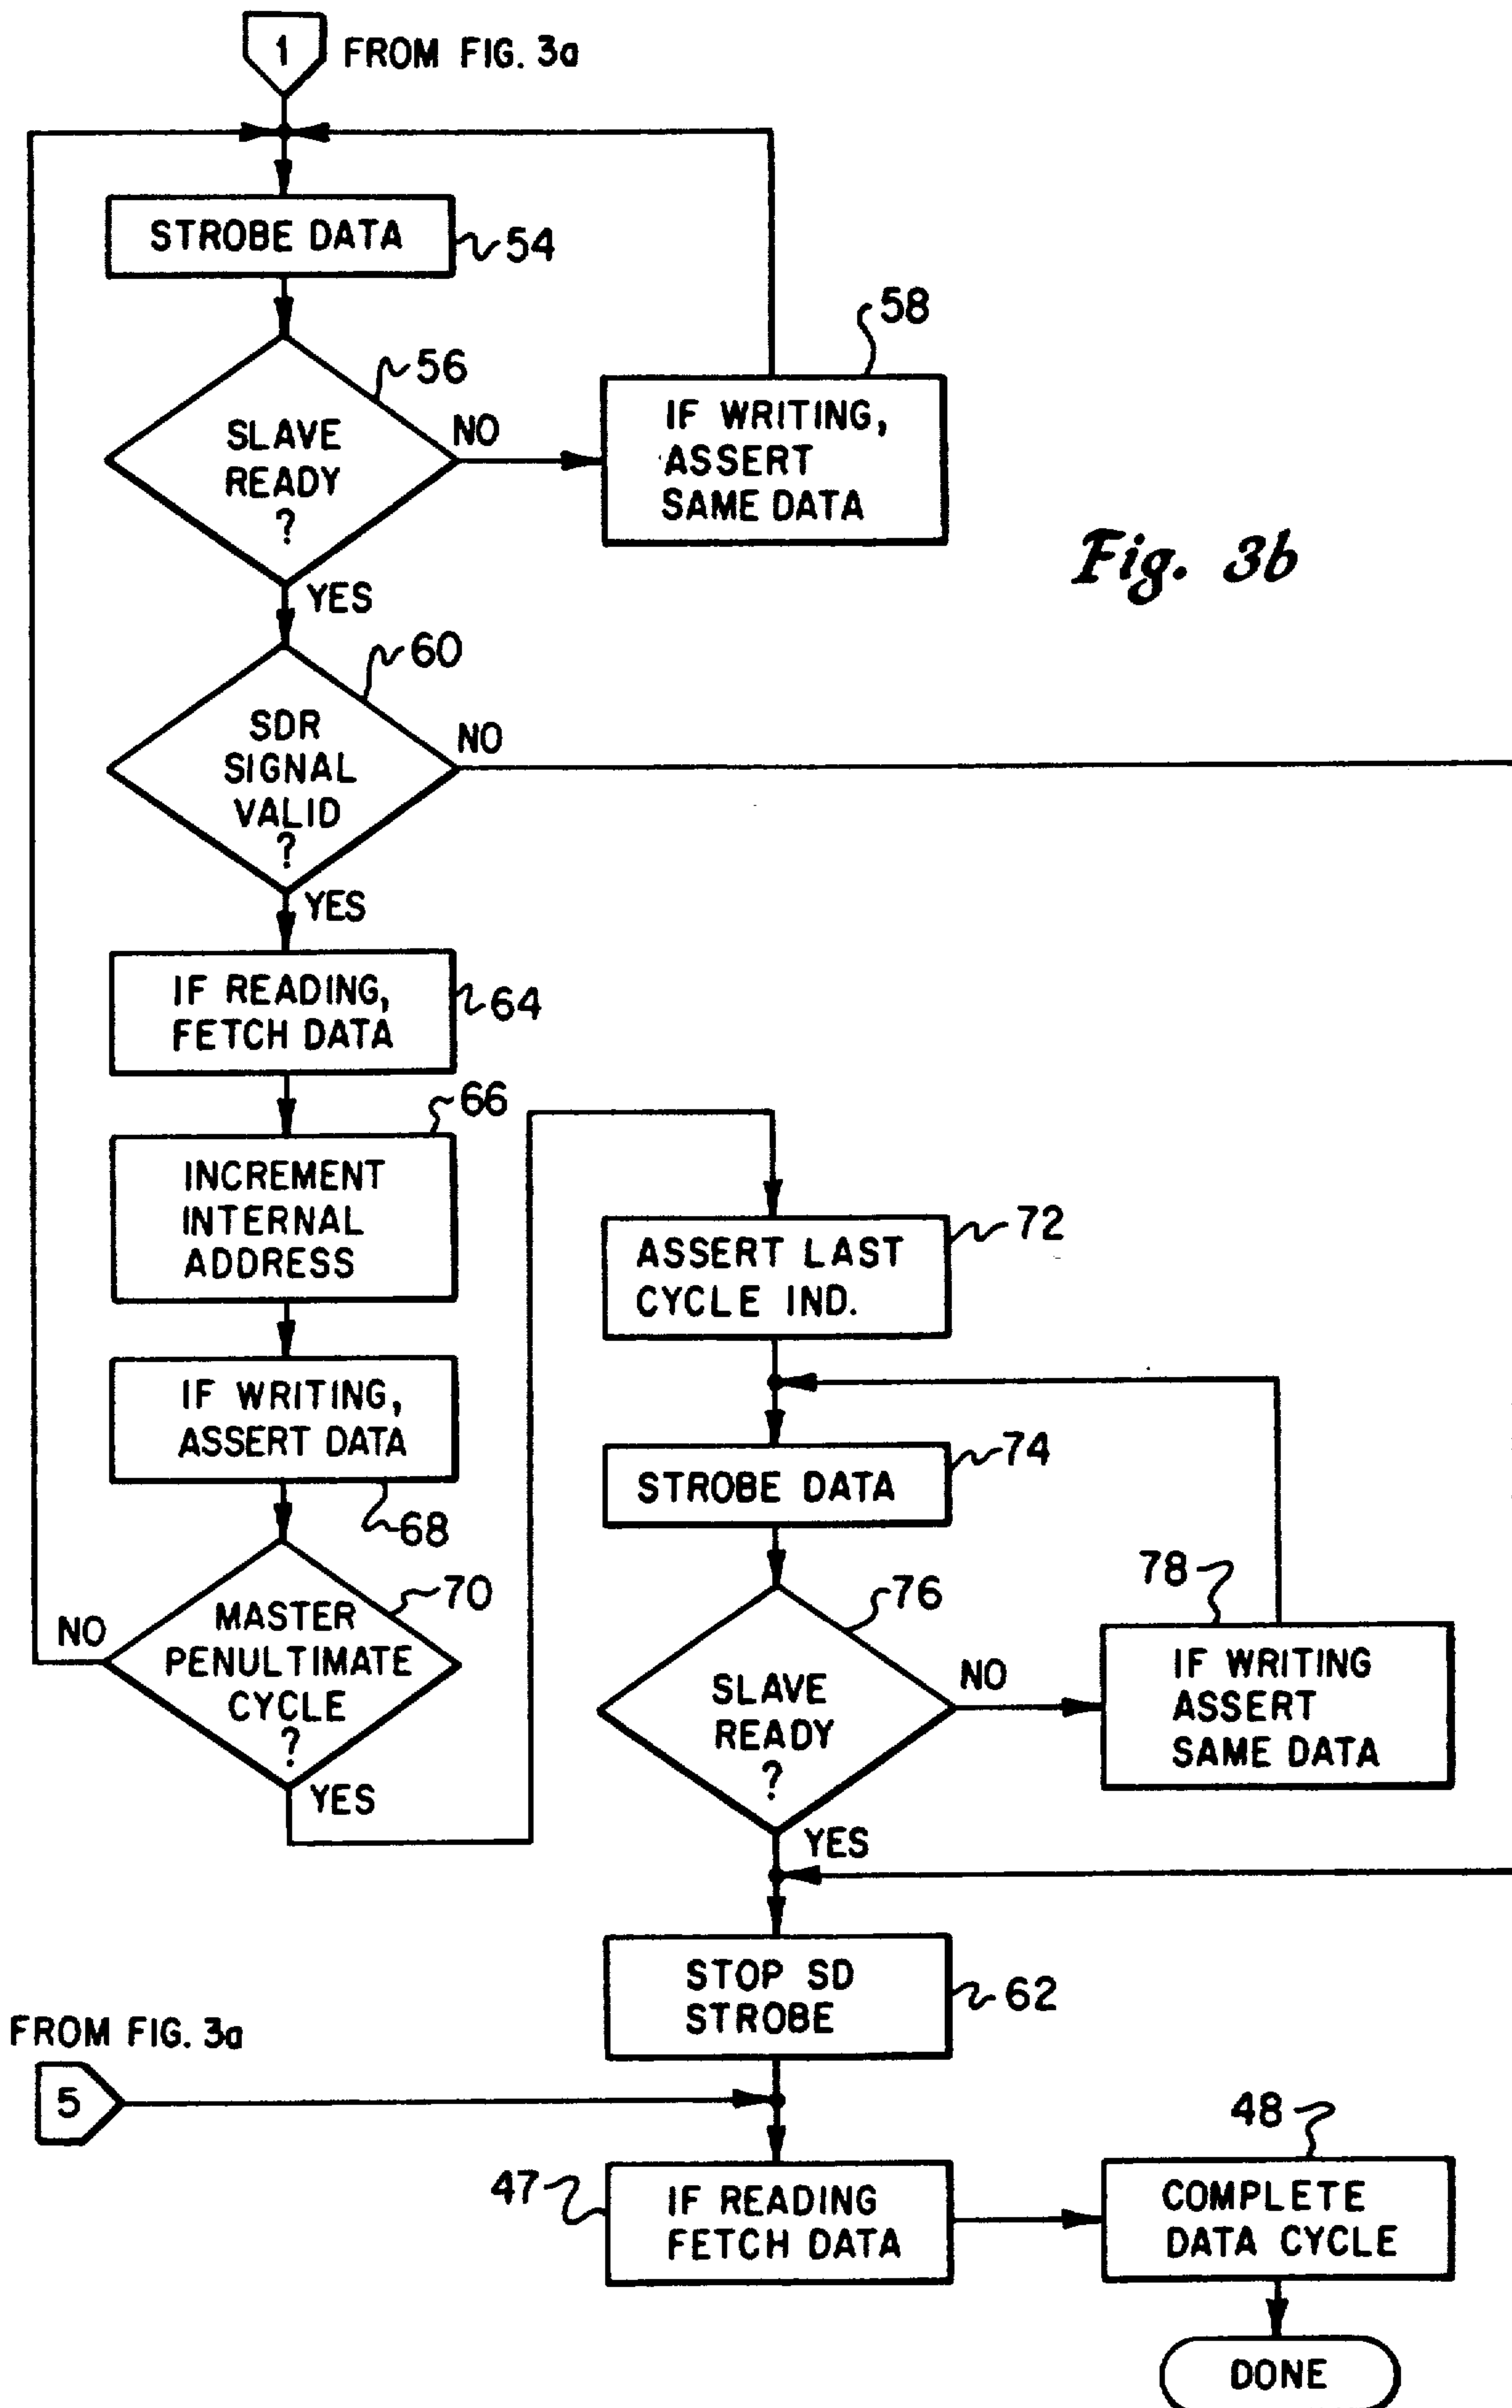 1 FROM FIG. 3a
STROBE DATA
54
56
SLAVE
READY
?
NO
YES
58
IF WRITING,
ASSERT
SAME DATA
Fig. 3b
60
SDR
SIGNAL
VALID
?
NO
YES
IF READING,
FETCH DATA
64
66
INCREMENT
INTERNAL
ADDRESS
IF WRITING,
ASSERT DATA
68
70
MASTER
PENULTIMATE
CYCLE
?
NO
YES
ASSERT LAST
CYCLE IND.
72
STROBE DATA
74
76
SLAVE
READY
?
NO
YES
78
IF WRITING
ASSERT
SAME DATA
STOP SD
STROBE
62
FROM FIG. 3a
5
47
IF READING
FETCH DATA
48
COMPLETE
DATA CYCLE
DONE